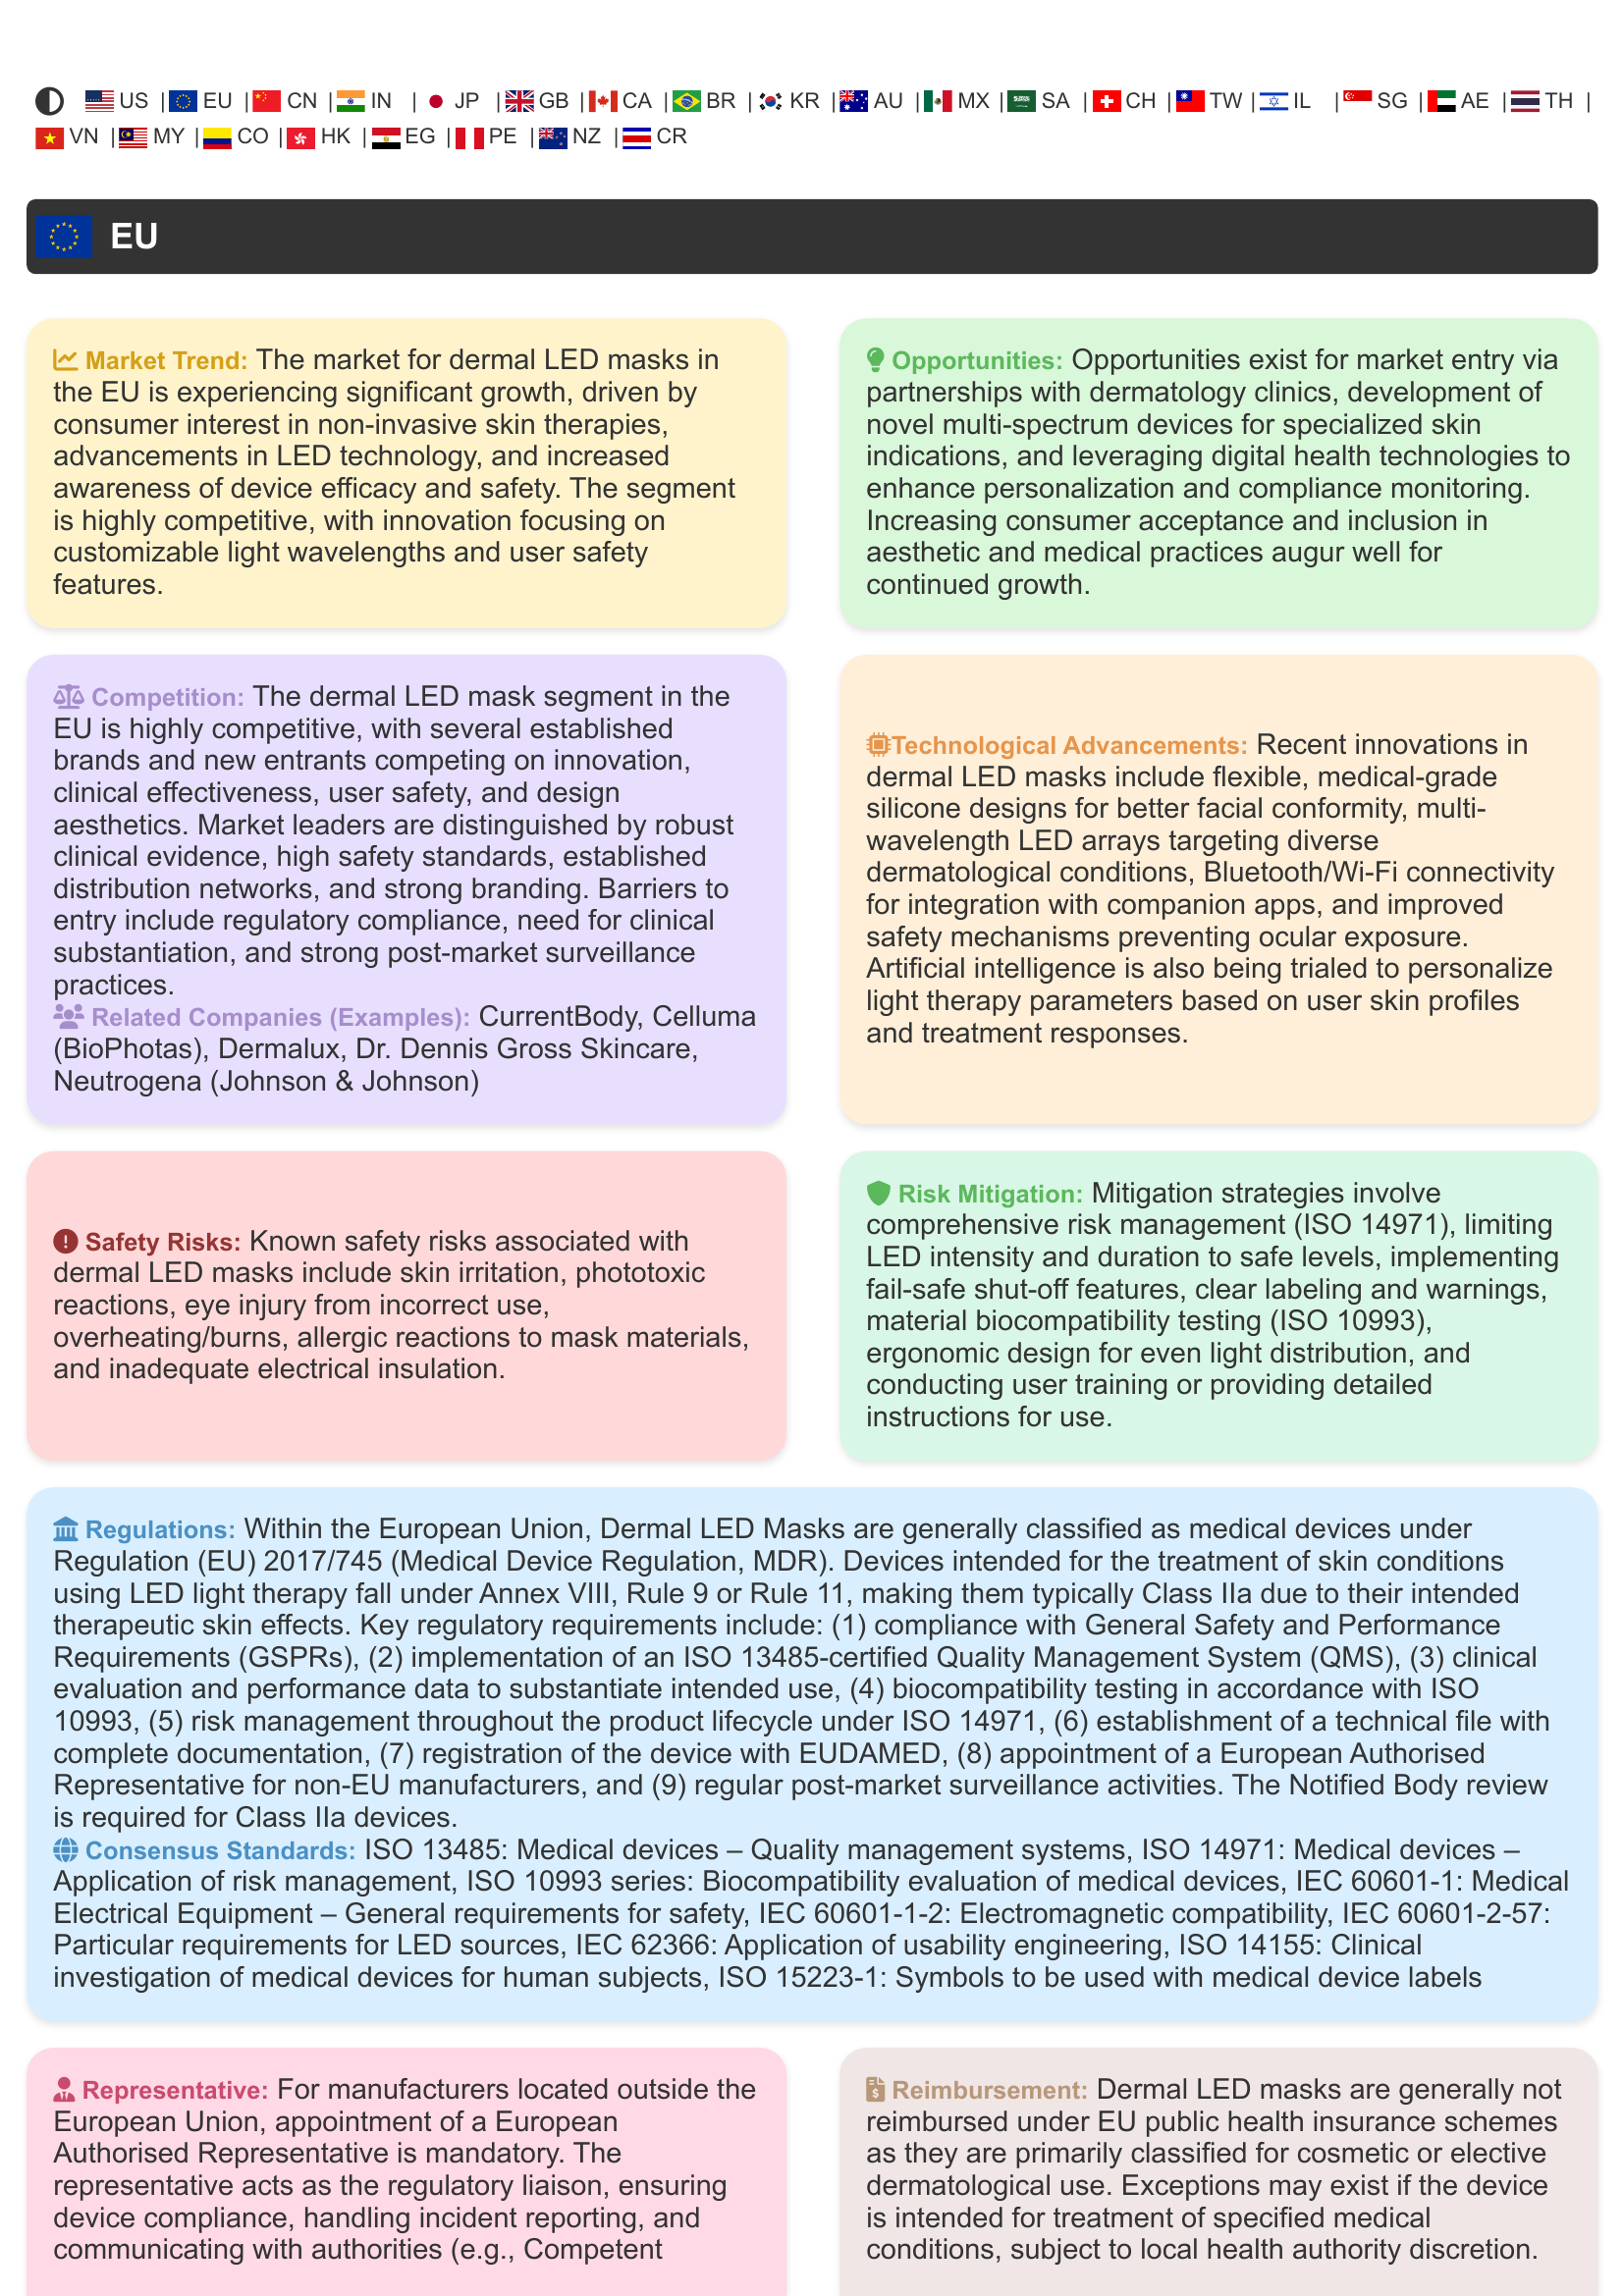 US | EU | CN | IN | JP | GB | CA | BR | KR | AU | MX | SA | CH | TW | IL | SG | AE | TH |
VN | MY | CO | HK | EG | PE | NZ | CR
EU
Market Trend: The market for dermal LED masks in
the EU is experiencing significant growth, driven by
consumer interest in non-invasive skin therapies,
advancements in LED technology, and increased
awareness of device efficacy and safety. The segment
is highly competitive, with innovation focusing on
customizable light wavelengths and user safety
features.
Opportunities: Opportunities exist for market entry via
partnerships with dermatology clinics, development of
novel multi-spectrum devices for specialized skin
indications, and leveraging digital health technologies to
enhance personalization and compliance monitoring.
Increasing consumer acceptance and inclusion in
aesthetic and medical practices augur well for
continued growth.
Competition: The dermal LED mask segment in the
EU is highly competitive, with several established
brands and new entrants competing on innovation,
clinical effectiveness, user safety, and design
aesthetics. Market leaders are distinguished by robust
clinical evidence, high safety standards, established
distribution networks, and strong branding. Barriers to
entry include regulatory compliance, need for clinical
substantiation, and strong post-market surveillance
practices.
Related Companies (Examples): CurrentBody, Celluma
(BioPhotas), Dermalux, Dr. Dennis Gross Skincare,
Neutrogena (Johnson & Johnson)
Technological Advancements: Recent innovations in
dermal LED masks include flexible, medical-grade
silicone designs for better facial conformity, multi-
wavelength LED arrays targeting diverse
dermatological conditions, Bluetooth/Wi-Fi connectivity
for integration with companion apps, and improved
safety mechanisms preventing ocular exposure.
Artificial intelligence is also being trialed to personalize
light therapy parameters based on user skin profiles
and treatment responses.
Safety Risks: Known safety risks associated with
dermal LED masks include skin irritation, phototoxic
reactions, eye injury from incorrect use,
overheating/burns, allergic reactions to mask materials,
and inadequate electrical insulation.
Risk Mitigation: Mitigation strategies involve
comprehensive risk management (ISO 14971), limiting
LED intensity and duration to safe levels, implementing
fail-safe shut-off features, clear labeling and warnings,
material biocompatibility testing (ISO 10993),
ergonomic design for even light distribution, and
conducting user training or providing detailed
instructions for use.
Regulations: Within the European Union, Dermal LED Masks are generally classified as medical devices under
Regulation (EU) 2017/745 (Medical Device Regulation, MDR). Devices intended for the treatment of skin conditions
using LED light therapy fall under Annex VIII, Rule 9 or Rule 11, making them typically Class IIa due to their intended
therapeutic skin effects. Key regulatory requirements include: (1) compliance with General Safety and Performance
Requirements (GSPRs), (2) implementation of an ISO 13485-certified Quality Management System (QMS), (3) clinical
evaluation and performance data to substantiate intended use, (4) biocompatibility testing in accordance with ISO
10993, (5) risk management throughout the product lifecycle under ISO 14971, (6) establishment of a technical file with
complete documentation, (7) registration of the device with EUDAMED, (8) appointment of a European Authorised
Representative for non-EU manufacturers, and (9) regular post-market surveillance activities. The Notified Body review
is required for Class IIa devices.
Consensus Standards: ISO 13485: Medical devices – Quality management systems, ISO 14971: Medical devices –
Application of risk management, ISO 10993 series: Biocompatibility evaluation of medical devices, IEC 60601-1: Medical
Electrical Equipment – General requirements for safety, IEC 60601-1-2: Electromagnetic compatibility, IEC 60601-2-57:
Particular requirements for LED sources, IEC 62366: Application of usability engineering, ISO 14155: Clinical
investigation of medical devices for human subjects, ISO 15223-1: Symbols to be used with medical device labels
Representative: For manufacturers located outside the
European Union, appointment of a European
Authorised Representative is mandatory. The
representative acts as the regulatory liaison, ensuring
device compliance, handling incident reporting, and
communicating with authorities (e.g., Competent
Reimbursement: Dermal LED masks are generally not
reimbursed under EU public health insurance schemes
as they are primarily classified for cosmetic or elective
dermatological use. Exceptions may exist if the device
is intended for treatment of specified medical
conditions, subject to local health authority discretion.